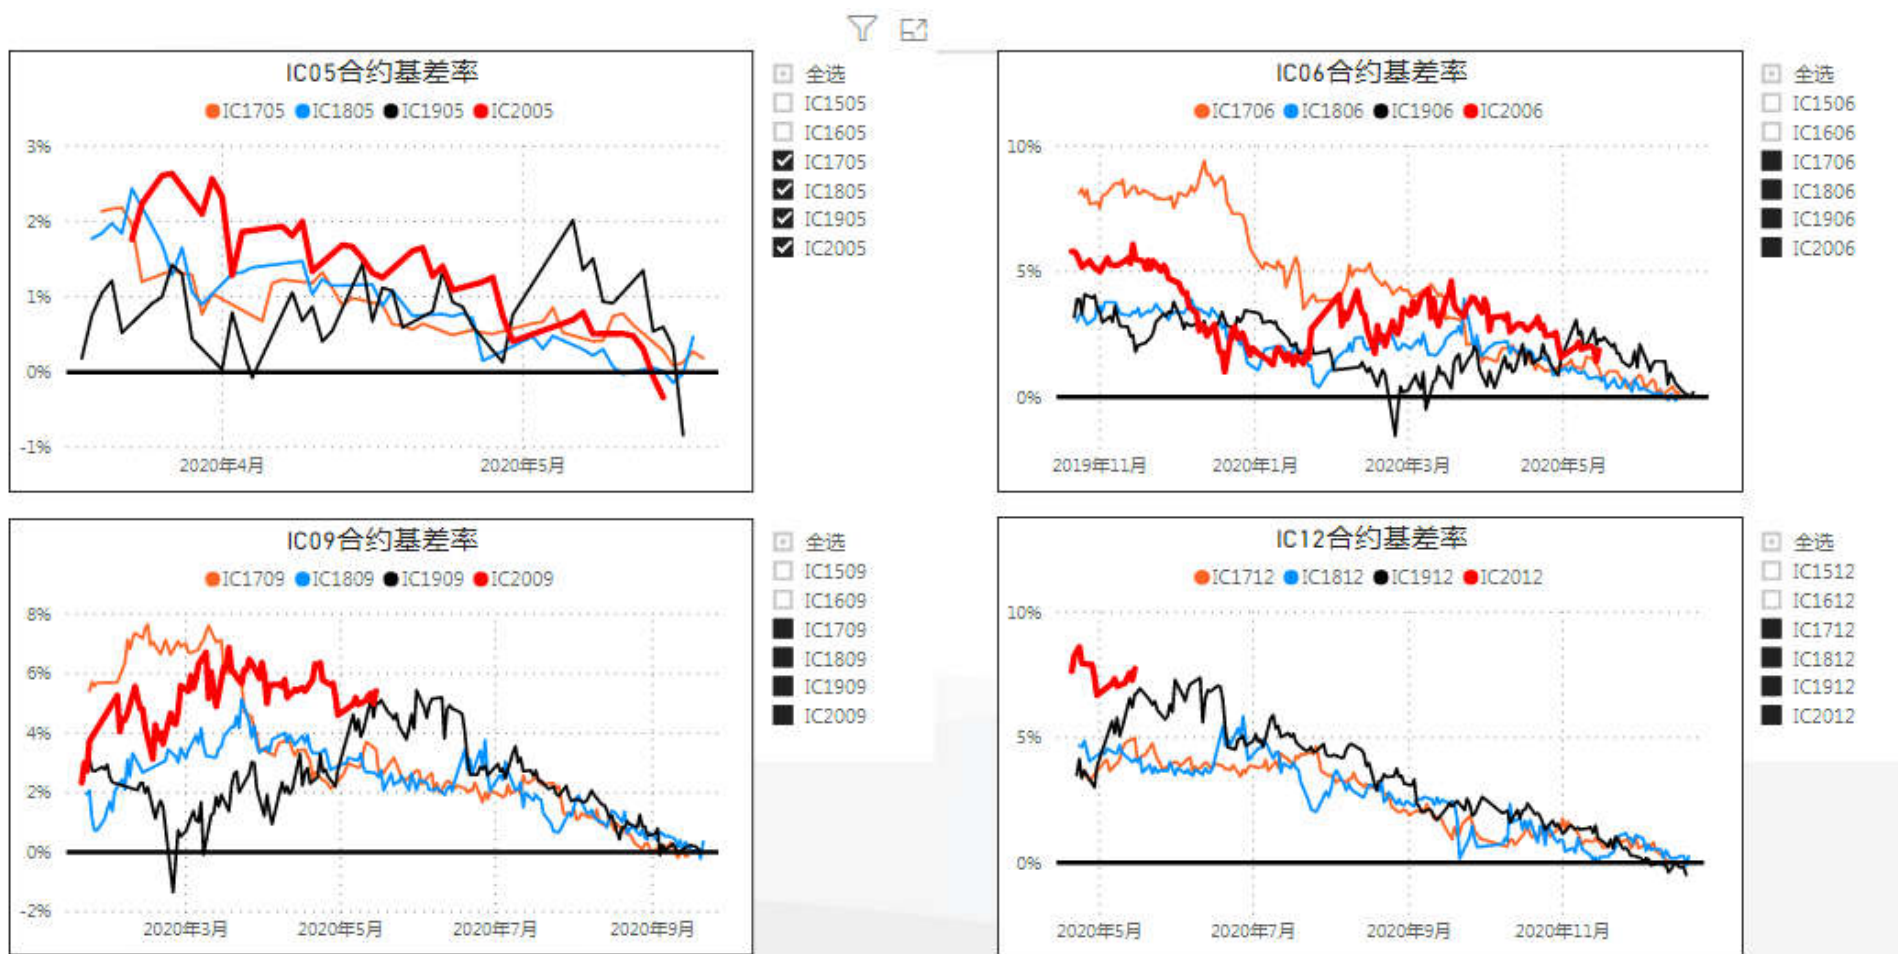 IC05合约基差率
IC1705 IC1805 IC1905 IC2005
3%
2%
1%
0%
-1%
2020年4月 2020年5月
全选
IC1505
IC1605
IC1705
IC1805
IC1905
IC2005
IC06合约基差率
IC1706 IC1806 IC1906 IC2006
10%
5%
0%
2019年11月 2020年1月 2020年3月 2020年5月
全选
IC1506
IC1606
IC1706
IC1806
IC1906
IC2006
IC09合约基差率
IC1709 IC1809 IC1909 IC2009
8%
6%
4%
2%
0%
-2%
2020年3月 2020年5月 2020年7月 2020年9月
全选
IC1509
IC1609
IC1709
IC1809
IC1909
IC2009
IC12合约基差率
IC1712 IC1812 IC1912 IC2012
10%
5%
0%
2020年5月 2020年7月 2020年9月 2020年11月
全选
IC1512
IC1612
IC1712
IC1812
IC1912
IC2012